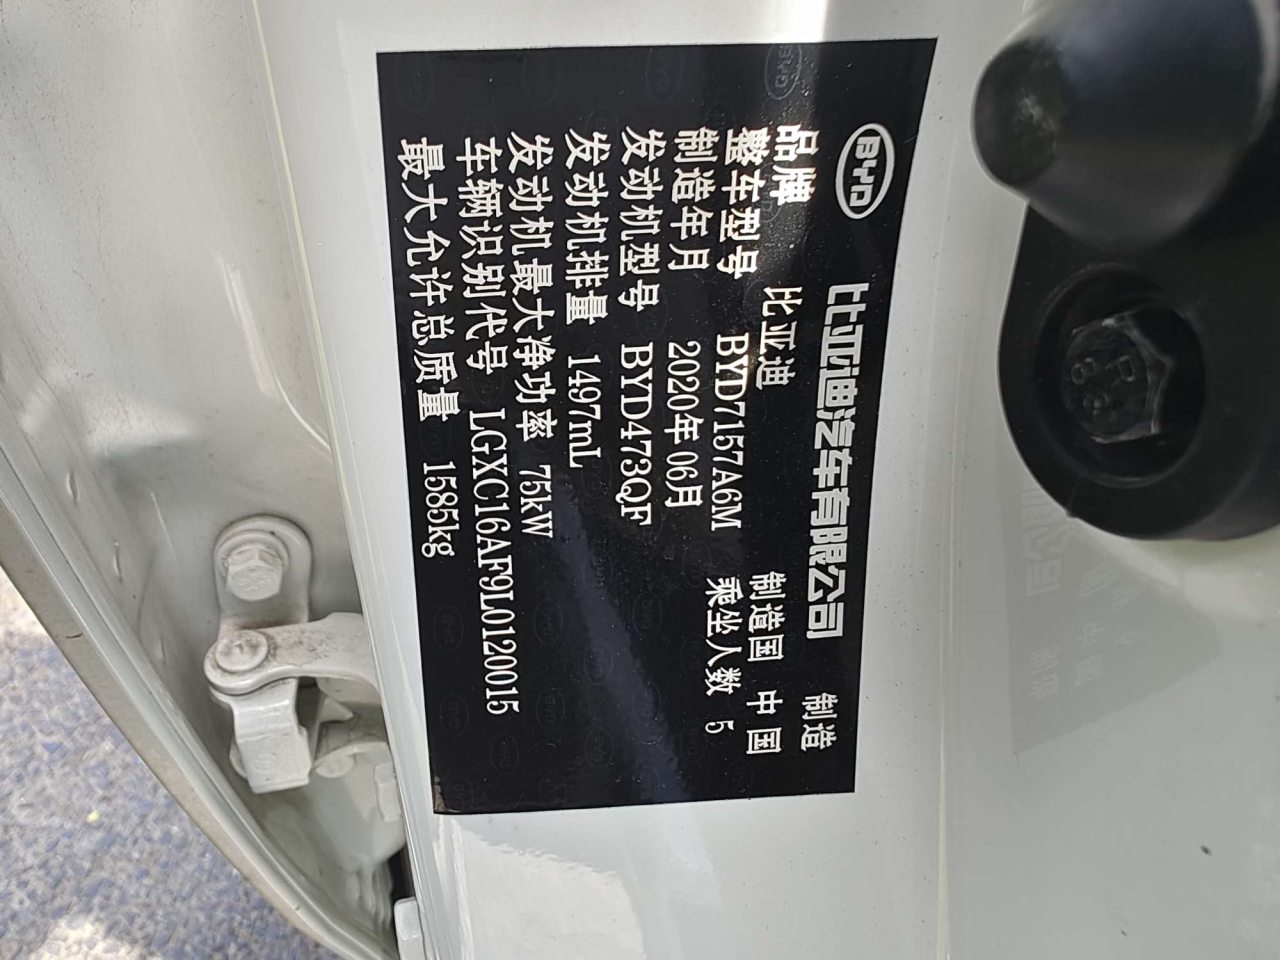 BYD 比亚迪汽车有限公司 制造
品牌 比亚迪 制造国 中国
整车型号 BYD7157A6M 乘坐人数 5
制造年月 2020年06月
发动机型号 BYD473QF
发动机排量 1497mL
发动机最大净功率 75kW
车辆识别代号 LGXC16AF9L0120015
最大允许总质量 1585kg